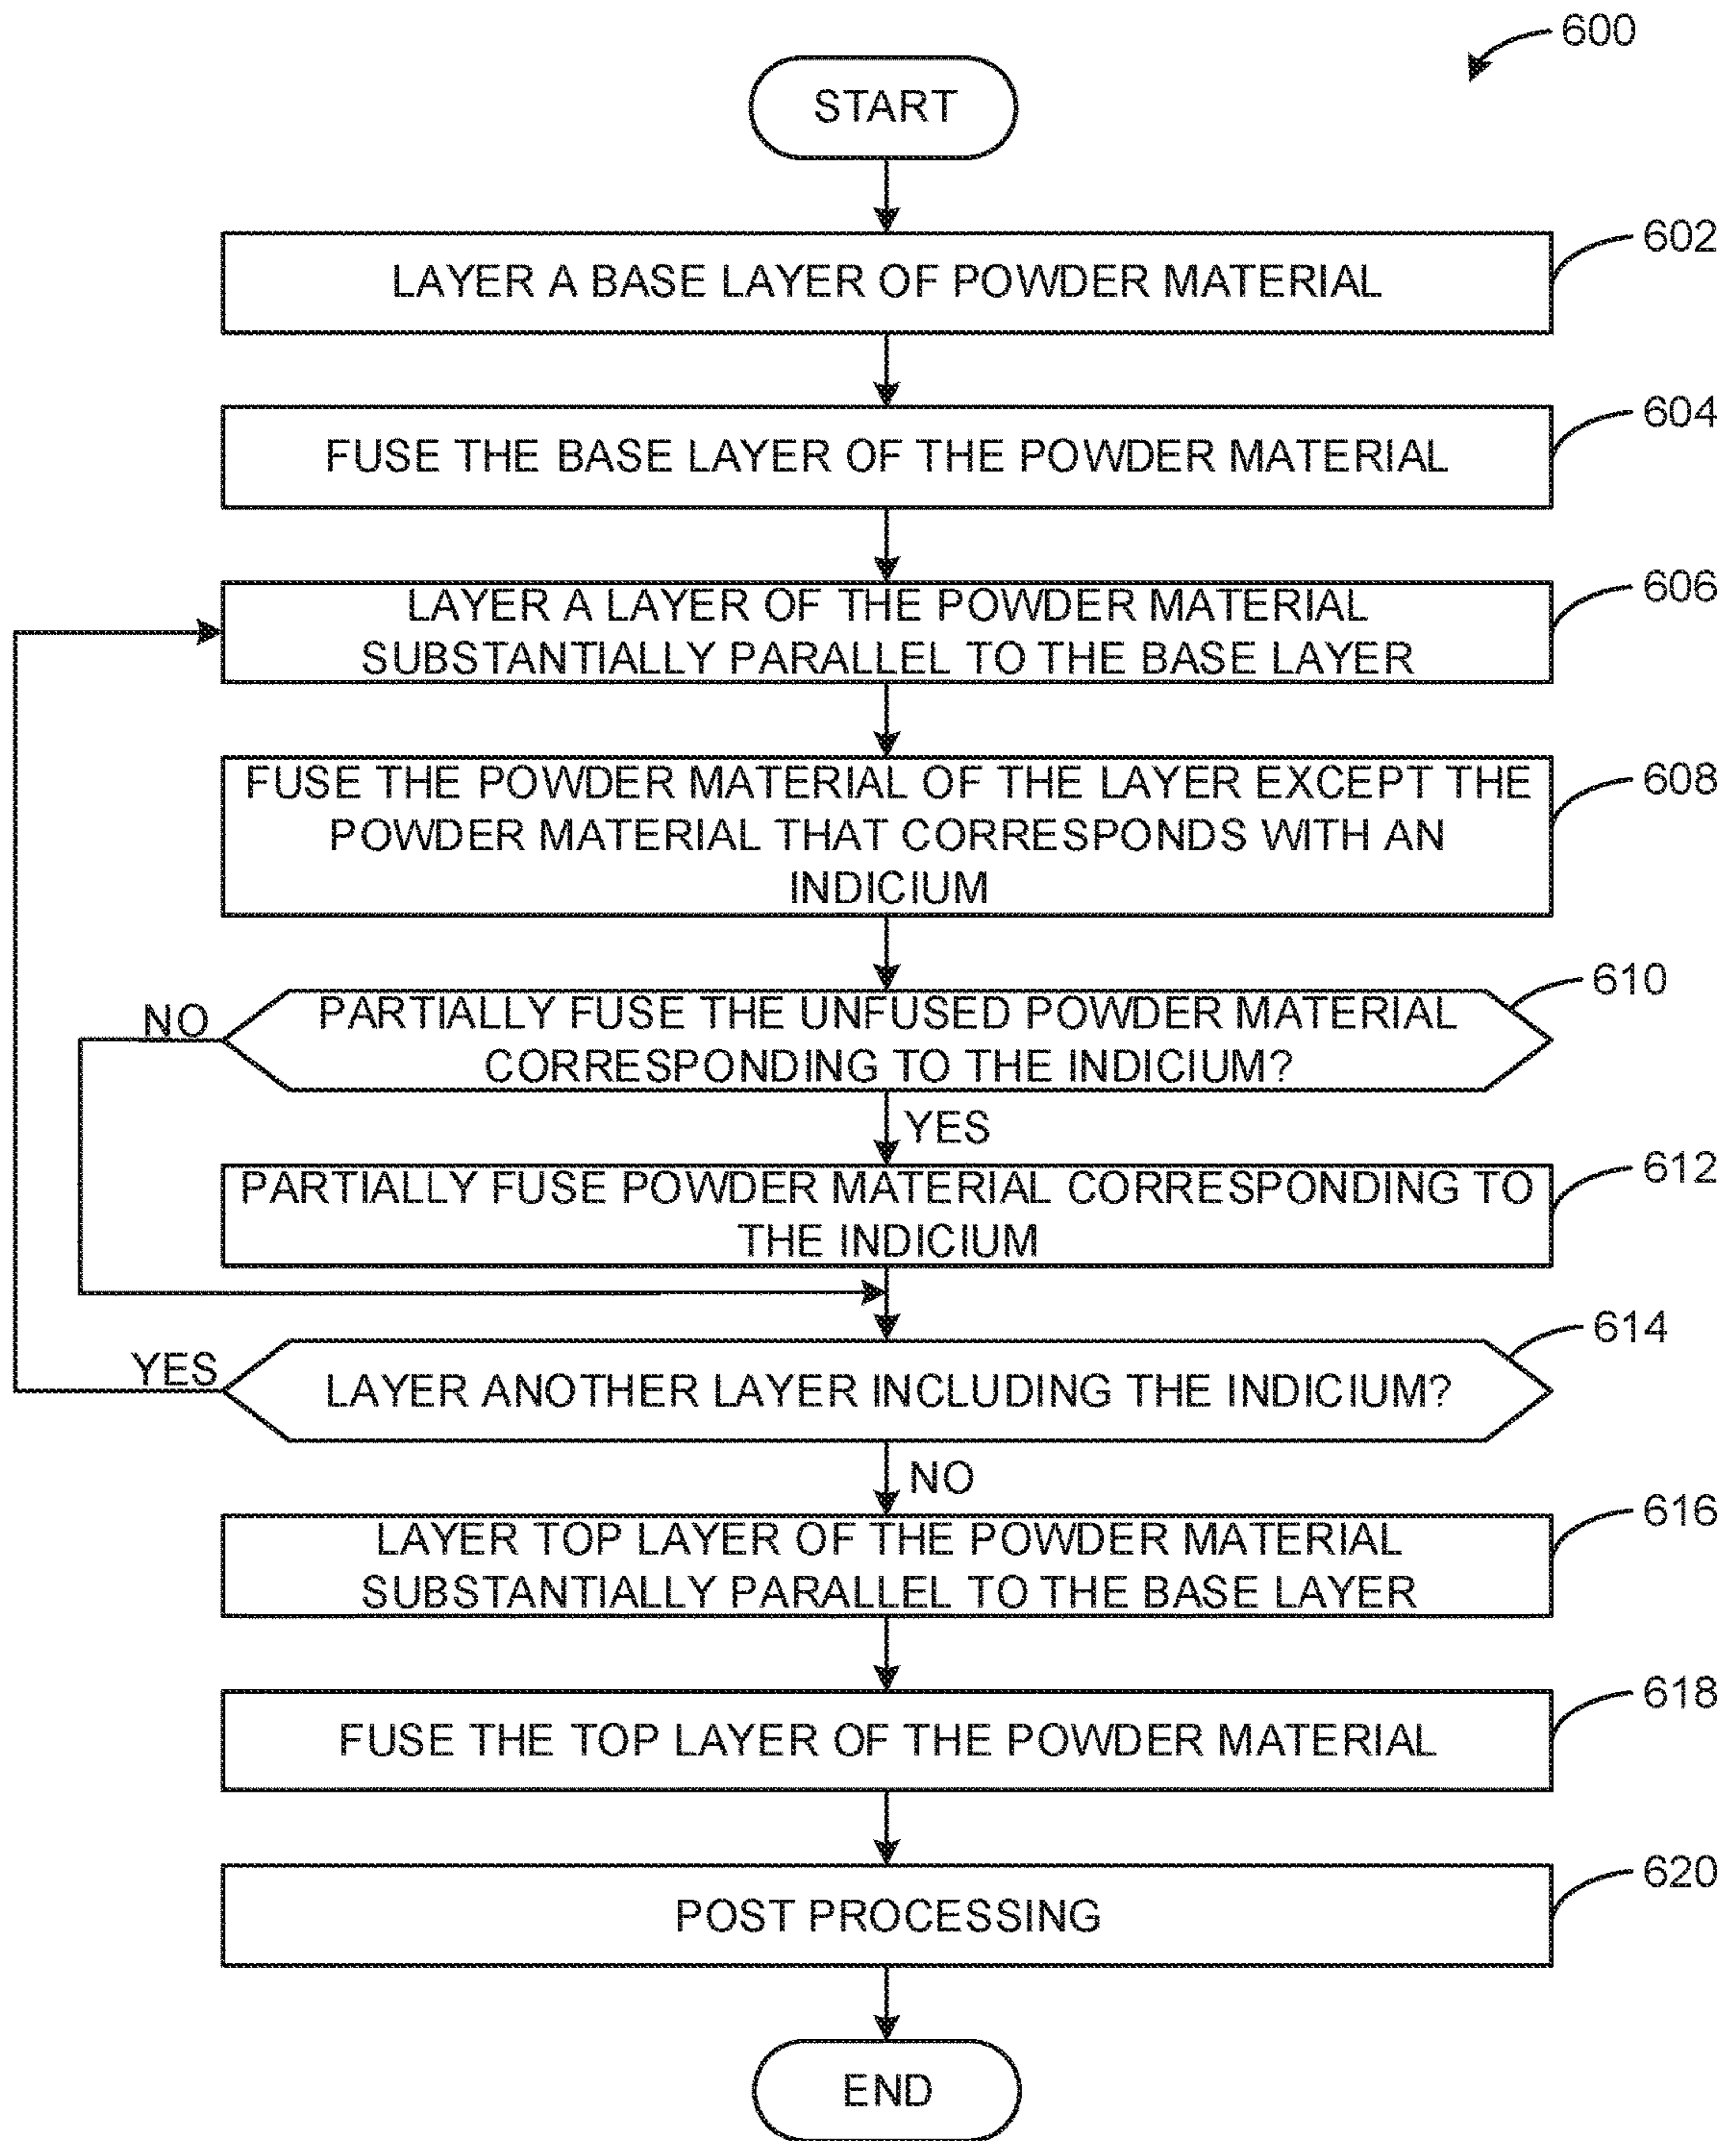 600
START
602
LAYER A BASE LAYER OF POWDER MATERIAL
604
FUSE THE BASE LAYER OF THE POWDER MATERIAL
606
LAYER A LAYER OF THE POWDER MATERIAL
SUBSTANTIALLY PARALLEL TO THE BASE LAYER
608
FUSE THE POWDER MATERIAL OF THE LAYER EXCEPT THE
POWDER MATERIAL THAT CORRESPONDS WITH AN
INDICIUM
610
NO
PARTIALLY FUSE THE UNFUSED POWDER MATERIAL
CORRESPONDING TO THE INDICIUM?
YES
612
PARTIALLY FUSE POWDER MATERIAL CORRESPONDING TO
THE INDICIUM
614
YES
LAYER ANOTHER LAYER INCLUDING THE INDICIUM?
NO
616
LAYER TOP LAYER OF THE POWDER MATERIAL
SUBSTANTIALLY PARALLEL TO THE BASE LAYER
618
FUSE THE TOP LAYER OF THE POWDER MATERIAL
620
POST PROCESSING
END